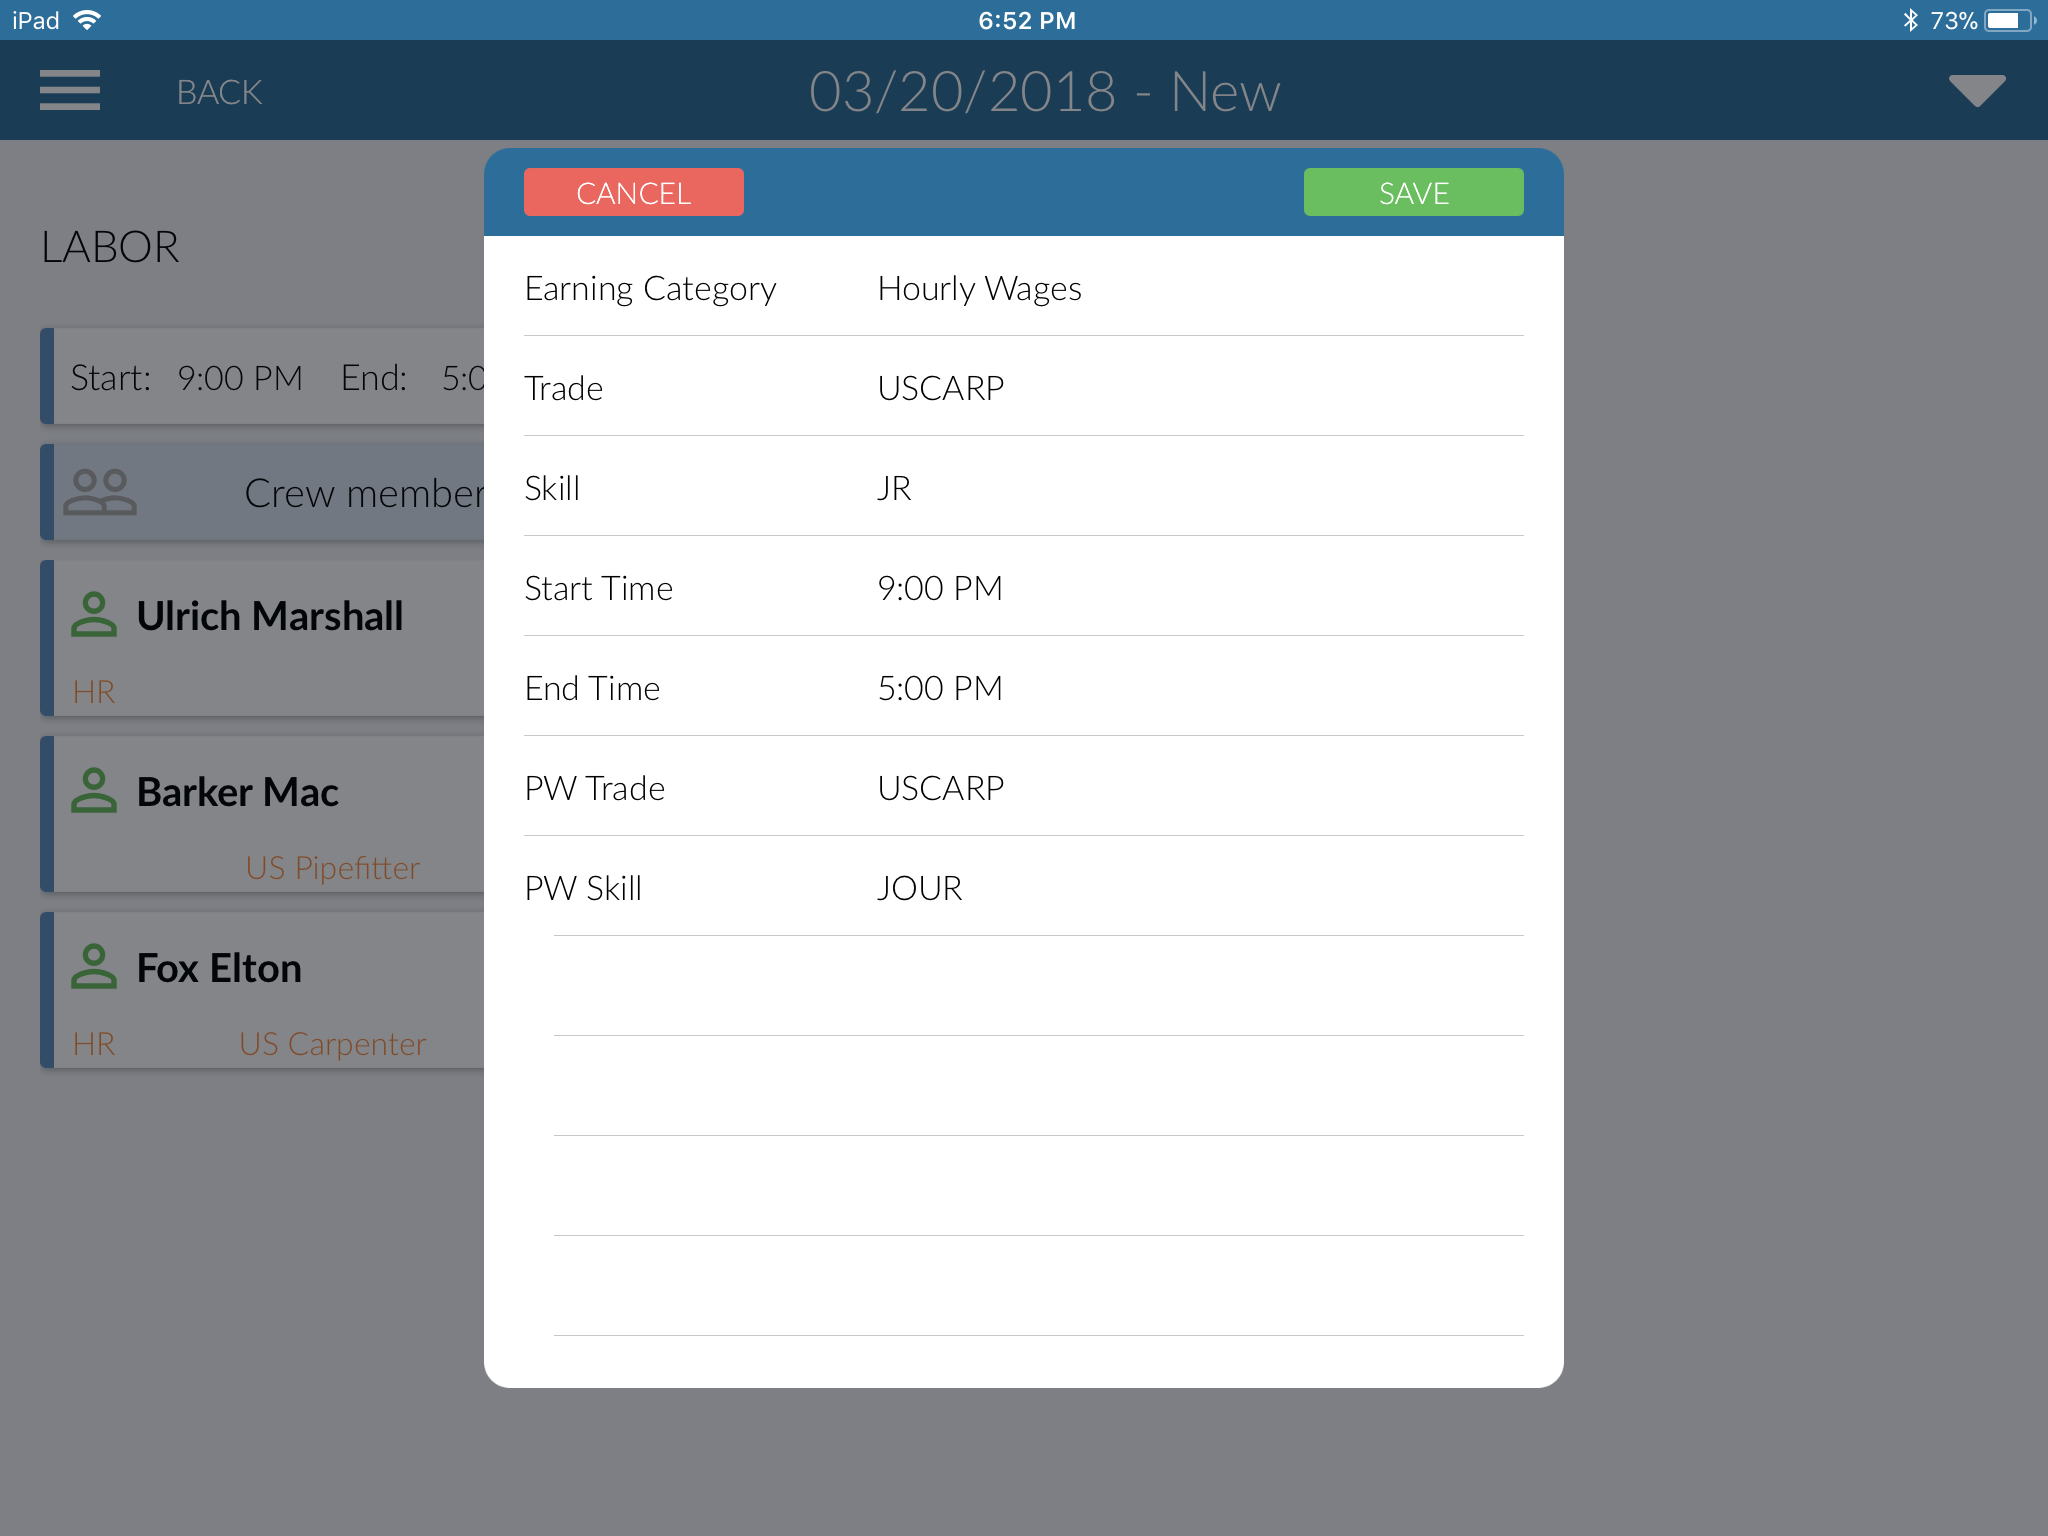 iPad 6:52 PM 73%
BACK 03/20/2018 - New
CANCEL SAVE
LABOR
Earning Category Hourly Wages
Start: 9:00 PM End:
Trade USCARP
Crew member
Skill JR
Ulrich Marshall
HR
Start Time 9:00 PM
End Time 5:00 PM
Barker Mac
US Pipefitter
PW Trade USCARP
PW Skill JOUR
Fox Elton
HR US Carpenter